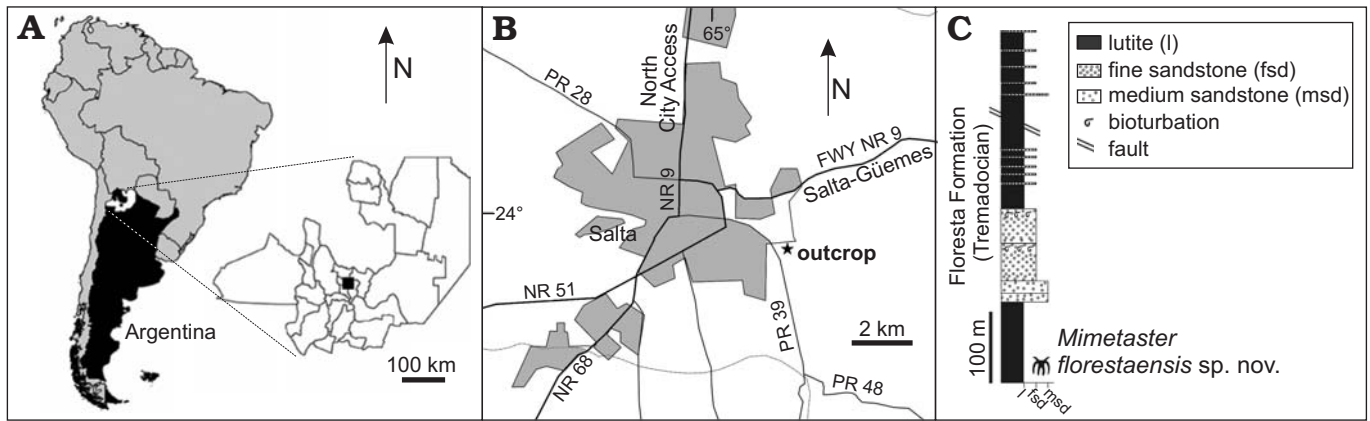 A
N
Argentina
100 km
B
65°
N
North
City Access
PR 28
FWY NR 9
Salta-Güemes
NR 9
24°
Salta
outcrop
NR 51
PR 39
2 km
NR 68
PR 48
C
lutite (l)
fine sandstone (fsd)
medium sandstone (msd)
bioturbation
fault
Floresta Formation
(Tremadocian)
100 m
Mimetaster
florestaensis sp. nov.
l
fsd
msd